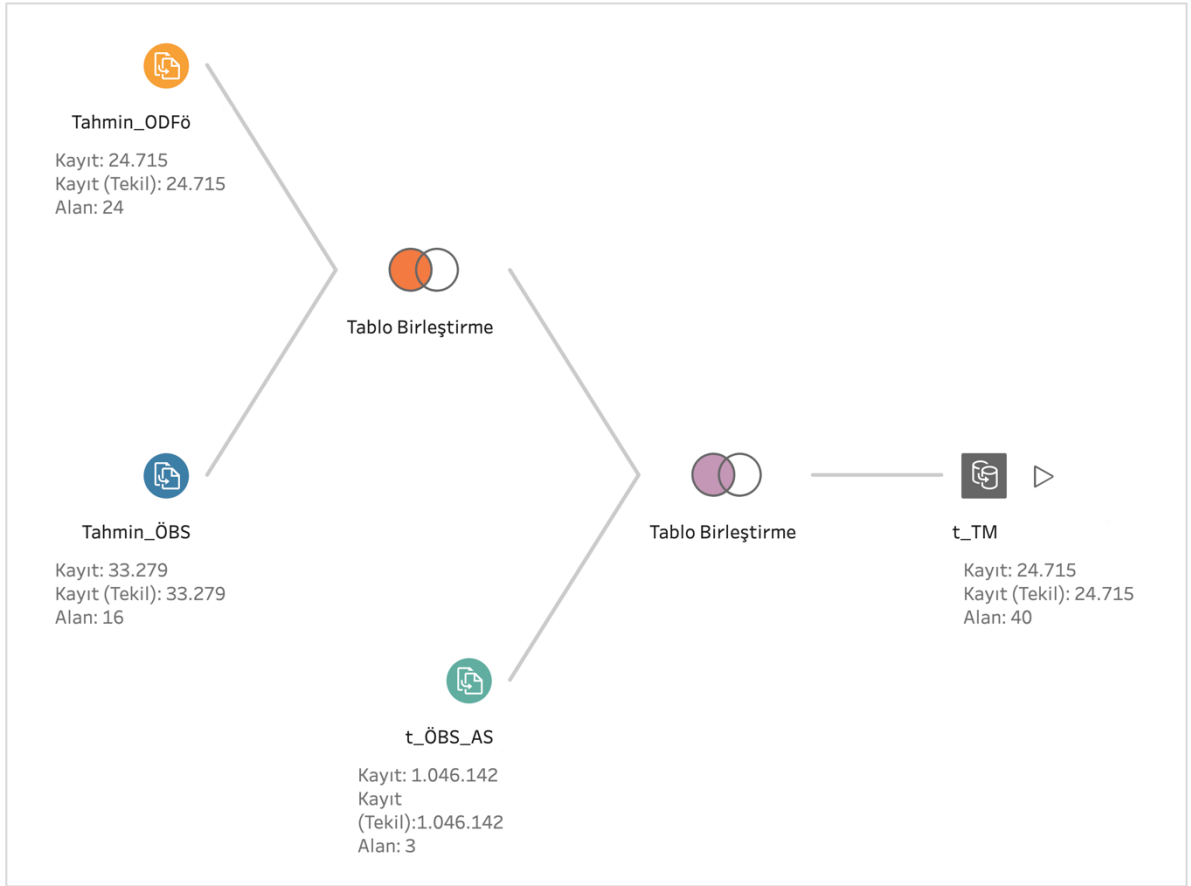 Tahmin_ODFö
Kayıt: 24.715
Kayıt (Tekil): 24.715
Alan: 24
Tablo Birleştirme
Tahmin_ÖBS
Kayıt: 33.279
Kayıt (Tekil): 33.279
Alan: 16
Tablo Birleştirme
t_TM
Kayıt: 24.715
Kayıt (Tekil): 24.715
Alan: 40
t_ÖBS_AS
Kayıt: 1.046.142
Kayıt
(Tekil):1.046.142
Alan: 3